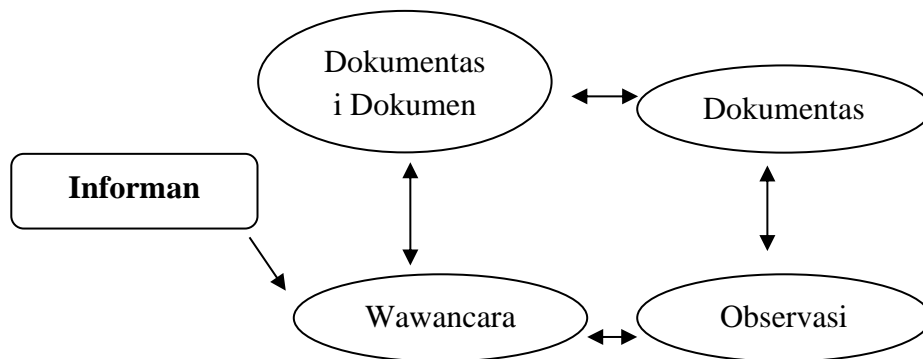 Dokumentas
i Dokumen
Dokumentas
Informan
Wawancara
Observasi